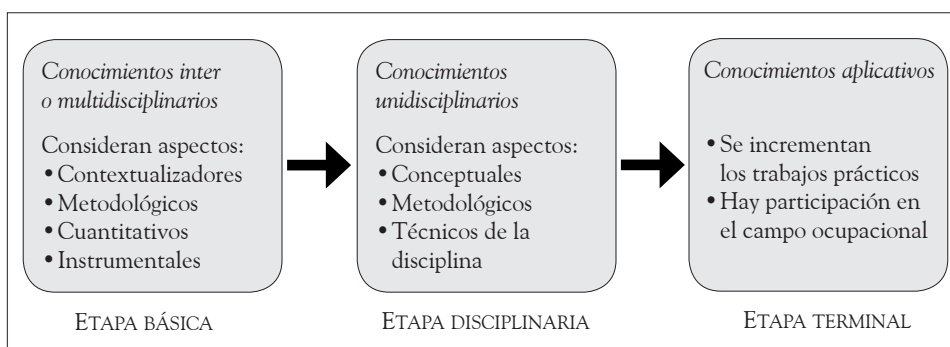 Conocimientos inter
o multidisciplinarios
Consideran aspectos:
• Contextualizadores
• Metodológicos
• Cuantitativos
• Instrumentales
ETAPA BÁSICA
Conocimientos
unidisciplinarios
Consideran aspectos:
• Conceptuales
• Metodológicos
• Técnicos de la
disciplina
ETAPA DISCIPLINARIA
Conocimientos aplicativos
• Se incrementan
los trabajos prácticos
• Hay participación en
el campo ocupacional
ETAPA TERMINAL